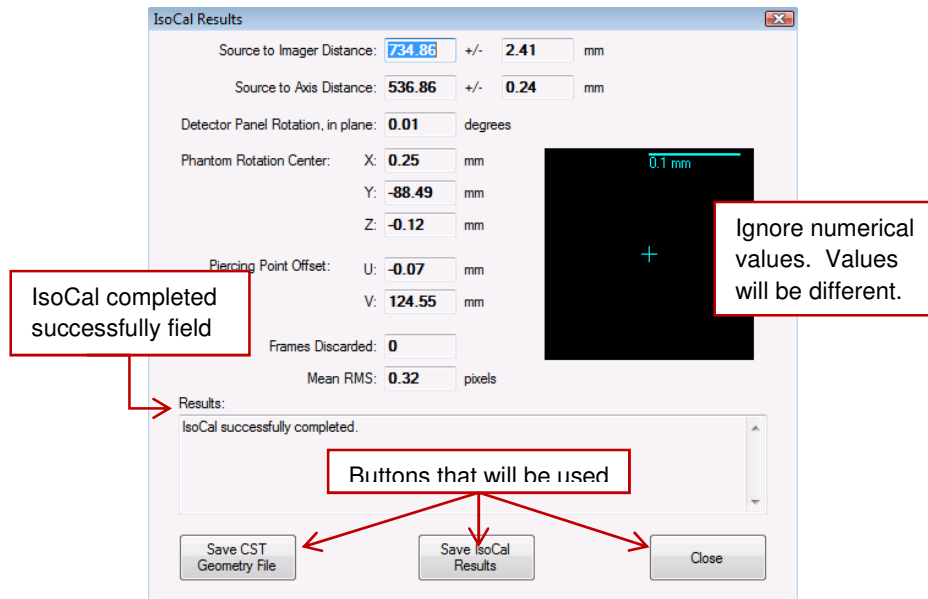 IsoCal Results
Source to Imager Distance: 734.86 +/- 2.41 mm
Source to Axis Distance: 536.86 +/- 0.24 mm
Detector Panel Rotation, in plane: 0.01 degrees
Phantom Rotation Center: X: 0.25 mm
0.1 mm
Y: -88.49 mm
Z: -0.12 mm
Ignore numerical
values. Values
will be different.
Piercing Point Offset: U: -0.07 mm
V: 124.55 mm
IsoCal completed
successfully field
Frames Discarded: 0
Mean RMS: 0.32 pixels
Results:
IsoCal successfully completed.
Buttons that will be used
Save CST
Geometry File
Save IsoCal
Results
Close